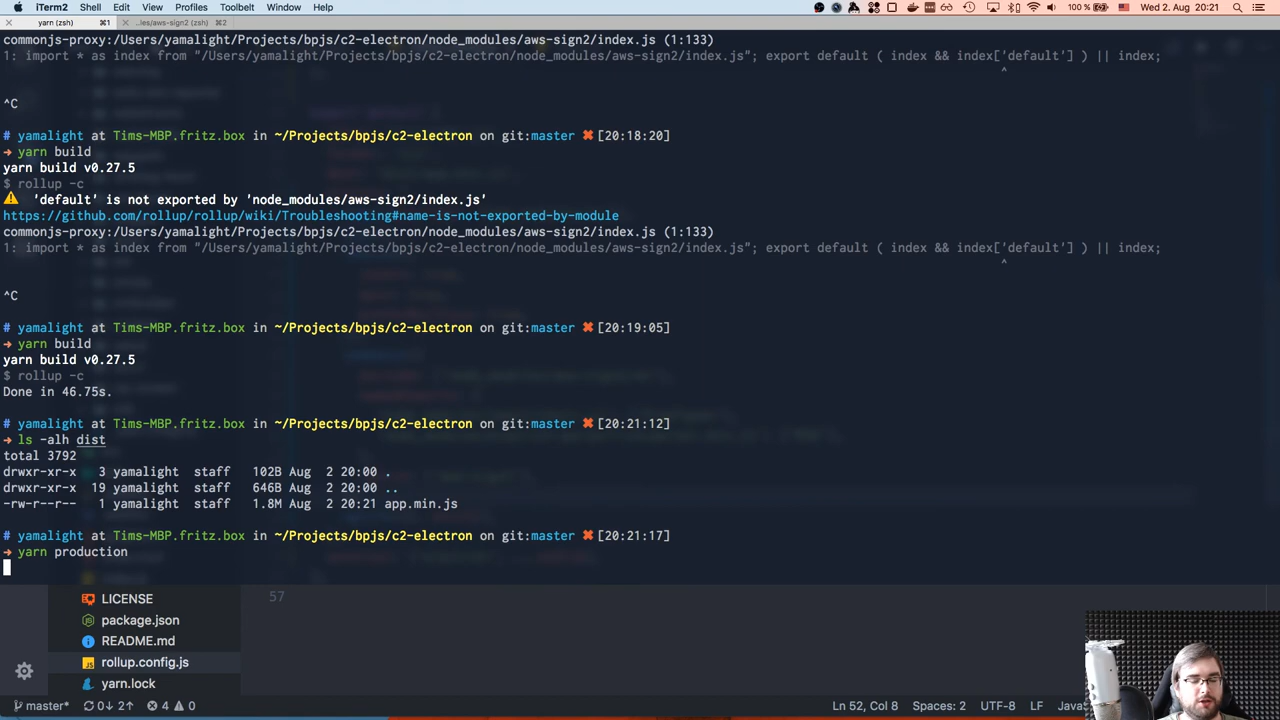 iTerm2 Shell Edit View Profiles Toolbelt Window Help 100 % Wed 2. Aug 20:21
yarn (zsh) ⌘1 ..les/aws-sign2 (zsh) ⌘2
commonjs-proxy:/Users/yamalight/Projects/bpjs/c2-electron/node_modules/aws-sign2/index.js (1:133)
1: import * as index from "/Users/yamalight/Projects/bpjs/c2-electron/node_modules/aws-sign2/index.js"; export default ( index && index['default'] ) || index;
^
^C
# yamalight at Tims-MBP.fritz.box in ~/Projects/bpjs/c2-electron on git:master ✖ [20:18:20]
→ yarn build
yarn build v0.27.5
$ rollup -c
⚠ 'default' is not exported by 'node_modules/aws-sign2/index.js'
https://github.com/rollup/rollup/wiki/Troubleshooting#name-is-not-exported-by-module
commonjs-proxy:/Users/yamalight/Projects/bpjs/c2-electron/node_modules/aws-sign2/index.js (1:133)
1: import * as index from "/Users/yamalight/Projects/bpjs/c2-electron/node_modules/aws-sign2/index.js"; export default ( index && index['default'] ) || index;
^
^C
# yamalight at Tims-MBP.fritz.box in ~/Projects/bpjs/c2-electron on git:master ✖ [20:19:05]
→ yarn build
yarn build v0.27.5
$ rollup -c
Done in 46.75s.
# yamalight at Tims-MBP.fritz.box in ~/Projects/bpjs/c2-electron on git:master ✖ [20:21:12]
→ ls -alh dist
total 3792
drwxr-xr-x 3 yamalight staff 102B Aug 2 20:00 .
drwxr-xr-x 19 yamalight staff 646B Aug 2 20:00 ..
-rw-r--r-- 1 yamalight staff 1.8M Aug 2 20:21 app.min.js
# yamalight at Tims-MBP.fritz.box in ~/Projects/bpjs/c2-electron on git:master ✖ [20:21:17]
→ yarn production
LICENSE 57
package.json
README.md
rollup.config.js
yarn.lock
master* 0↓ 2↑ 4 0 Ln 52, Col 8 Spaces: 2 UTF-8 LF